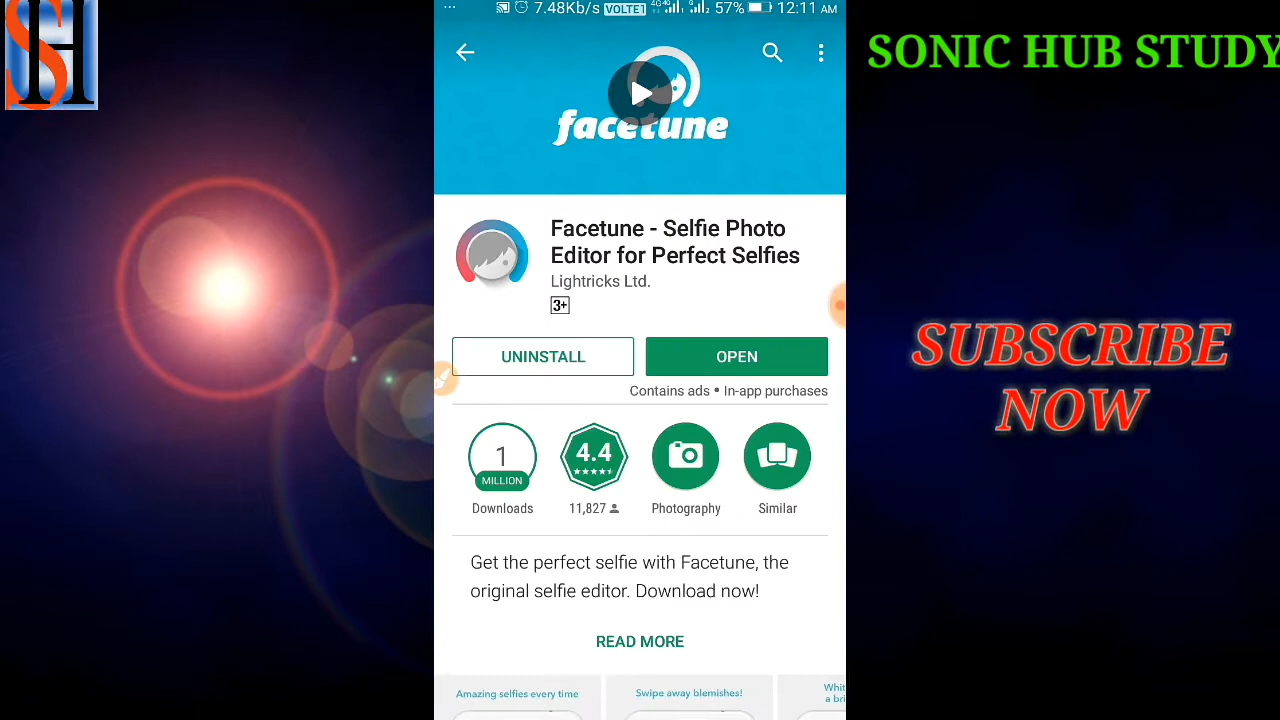 SH
... 7.48Kb/s VOLTE1 4G 57% 12:11 AM
SONIC HUB STUDY
facetune
Facetune - Selfie Photo
Editor for Perfect Selfies
Lightricks Ltd.
3+
UNINSTALL
OPEN
Contains ads • In-app purchases
1
MILLION
4.4
Downloads
11,827
Photography
Similar
SUBSCRIBE
NOW
Get the perfect selfie with Facetune, the
original selfie editor. Download now!
READ MORE
Amazing selfies every time
Swipe away blemishes!
a bri